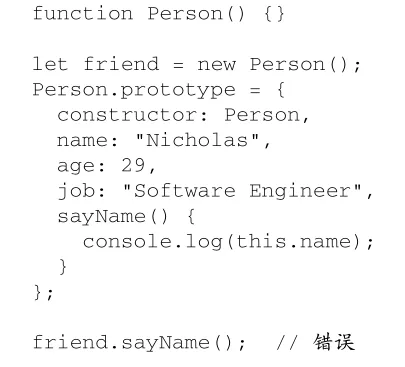 function Person() {}

let friend = new Person();
Person.prototype = {
  constructor: Person,
  name: "Nicholas",
  age: 29,
  job: "Software Engineer",
  sayName() {
    console.log(this.name);
  }
};

friend.sayName();  // 错误